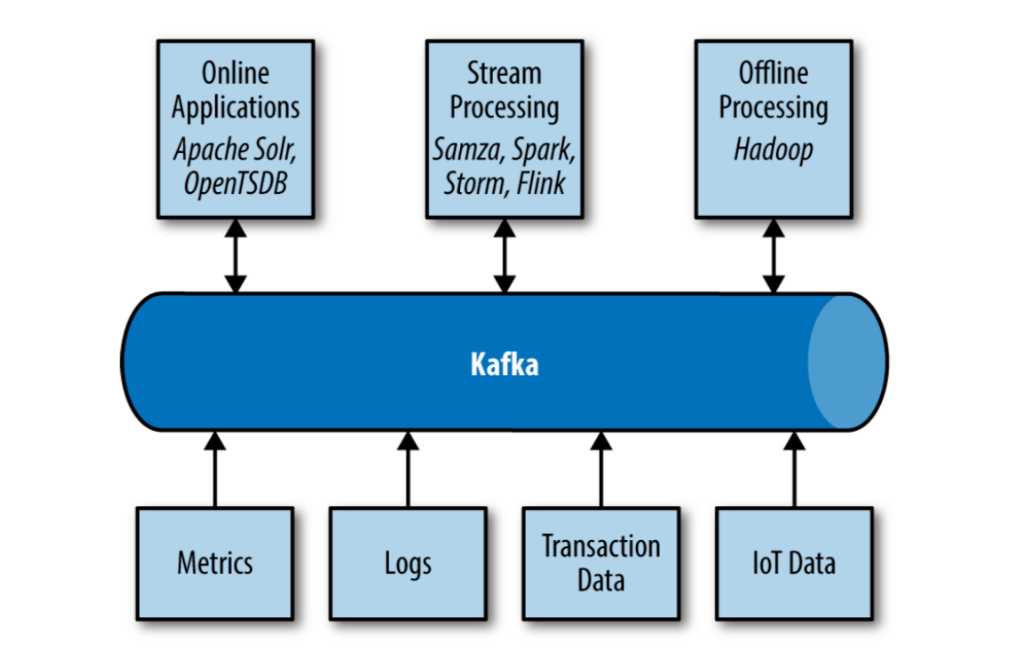 Online
Applications
Apache Solr,
OpenTSDB
Stream
Processing
Samza, Spark,
Storm, Flink
Offline
Processing
Hadoop
Kafka
Metrics
Logs
Transaction
Data
IoT Data